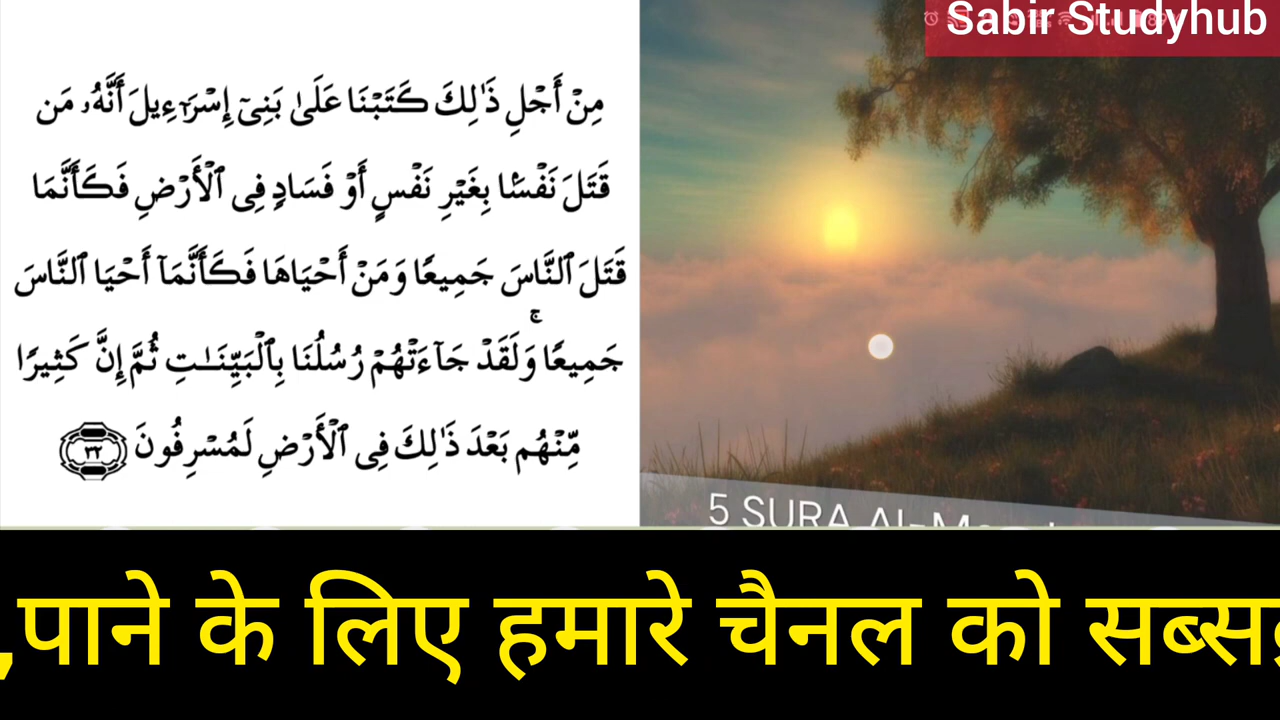 Sabir Studyhub
مِنْ أَجْلِ ذَٰلِكَ كَتَبْنَا عَلَىٰ بَنِىٓ إِسْرَٰٓءِيلَ أَنَّهُۥ مَن
قَتَلَ نَفْسًۢا بِغَيْرِ نَفْسٍ أَوْ فَسَادٍ فِى ٱلْأَرْضِ فَكَأَنَّمَا
قَتَلَ ٱلنَّاسَ جَمِيعًا وَمَنْ أَحْيَاهَا فَكَأَنَّمَآ أَحْيَا ٱلنَّاسَ
جَمِيعًا ۚ وَلَقَدْ جَآءَتْهُمْ رُسُلُنَا بِٱلْبَيِّنَـٰتِ ثُمَّ إِنَّ كَثِيرًا
مِّنْهُم بَعْدَ ذَٰلِكَ فِى ٱلْأَرْضِ لَمُسْرِفُونَ ٣٢
5 SURA
,पाने के लिए हमारे चैनल को